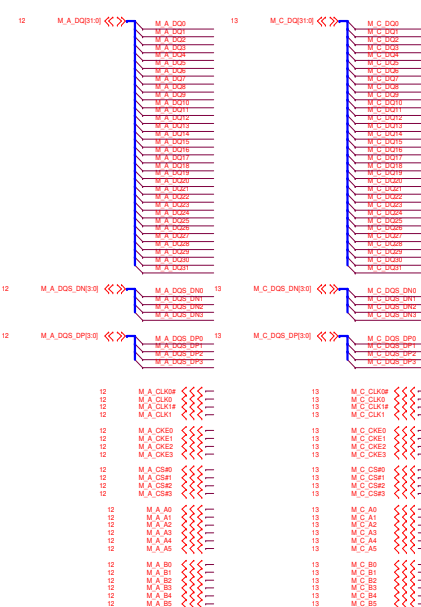 12 M_A_DQ[31:0]
M_A_DQ0
M_A_DQ1
M_A_DQ2
M_A_DQ3
M_A_DQ4
M_A_DQ5
M_A_DQ6
M_A_DQ7
M_A_DQ8
M_A_DQ9
M_A_DQ10
M_A_DQ11
M_A_DQ12
M_A_DQ13
M_A_DQ14
M_A_DQ15
M_A_DQ16
M_A_DQ17
M_A_DQ18
M_A_DQ19
M_A_DQ20
M_A_DQ21
M_A_DQ22
M_A_DQ23
M_A_DQ24
M_A_DQ25
M_A_DQ26
M_A_DQ27
M_A_DQ28
M_A_DQ29
M_A_DQ30
M_A_DQ31
12 M_A_DQS_DN[3:0]
M_A_DQS_DN0
M_A_DQS_DN1
M_A_DQS_DN2
M_A_DQS_DN3
12 M_A_DQS_DP[3:0]
M_A_DQS_DP0
M_A_DQS_DP1
M_A_DQS_DP2
M_A_DQS_DP3
12 M_A_CLK0#
12 M_A_CLK0
12 M_A_CLK1#
12 M_A_CLK1
12 M_A_CKE0
12 M_A_CKE1
12 M_A_CKE2
12 M_A_CKE3
12 M_A_CS#0
12 M_A_CS#1
12 M_A_CS#2
12 M_A_CS#3
12 M_A_A0
12 M_A_A1
12 M_A_A2
12 M_A_A3
12 M_A_A4
12 M_A_A5
12 M_A_B0
12 M_A_B1
12 M_A_B2
12 M_A_B3
12 M_A_B4
12 M_A_B5
13 M_C_DQ[31:0]
M_C_DQ0
M_C_DQ1
M_C_DQ2
M_C_DQ3
M_C_DQ4
M_C_DQ5
M_C_DQ6
M_C_DQ7
M_C_DQ8
M_C_DQ9
M_C_DQ10
M_C_DQ11
M_C_DQ12
M_C_DQ13
M_C_DQ14
M_C_DQ15
M_C_DQ16
M_C_DQ17
M_C_DQ18
M_C_DQ19
M_C_DQ20
M_C_DQ21
M_C_DQ22
M_C_DQ23
M_C_DQ24
M_C_DQ25
M_C_DQ26
M_C_DQ27
M_C_DQ28
M_C_DQ29
M_C_DQ30
M_C_DQ31
13 M_C_DQS_DN[3:0]
M_C_DQS_DN0
M_C_DQS_DN1
M_C_DQS_DN2
M_C_DQS_DN3
13 M_C_DQS_DP[3:0]
M_C_DQS_DP0
M_C_DQS_DP1
M_C_DQS_DP2
M_C_DQS_DP3
13 M_C_CLK0#
13 M_C_CLK0
13 M_C_CLK1#
13 M_C_CLK1
13 M_C_CKE0
13 M_C_CKE1
13 M_C_CKE2
13 M_C_CKE3
13 M_C_CS#0
13 M_C_CS#1
13 M_C_CS#2
13 M_C_CS#3
13 M_C_A0
13 M_C_A1
13 M_C_A2
13 M_C_A3
13 M_C_A4
13 M_C_A5
13 M_C_B0
13 M_C_B1
13 M_C_B2
13 M_C_B3
13 M_C_B4
13 M_C_B5